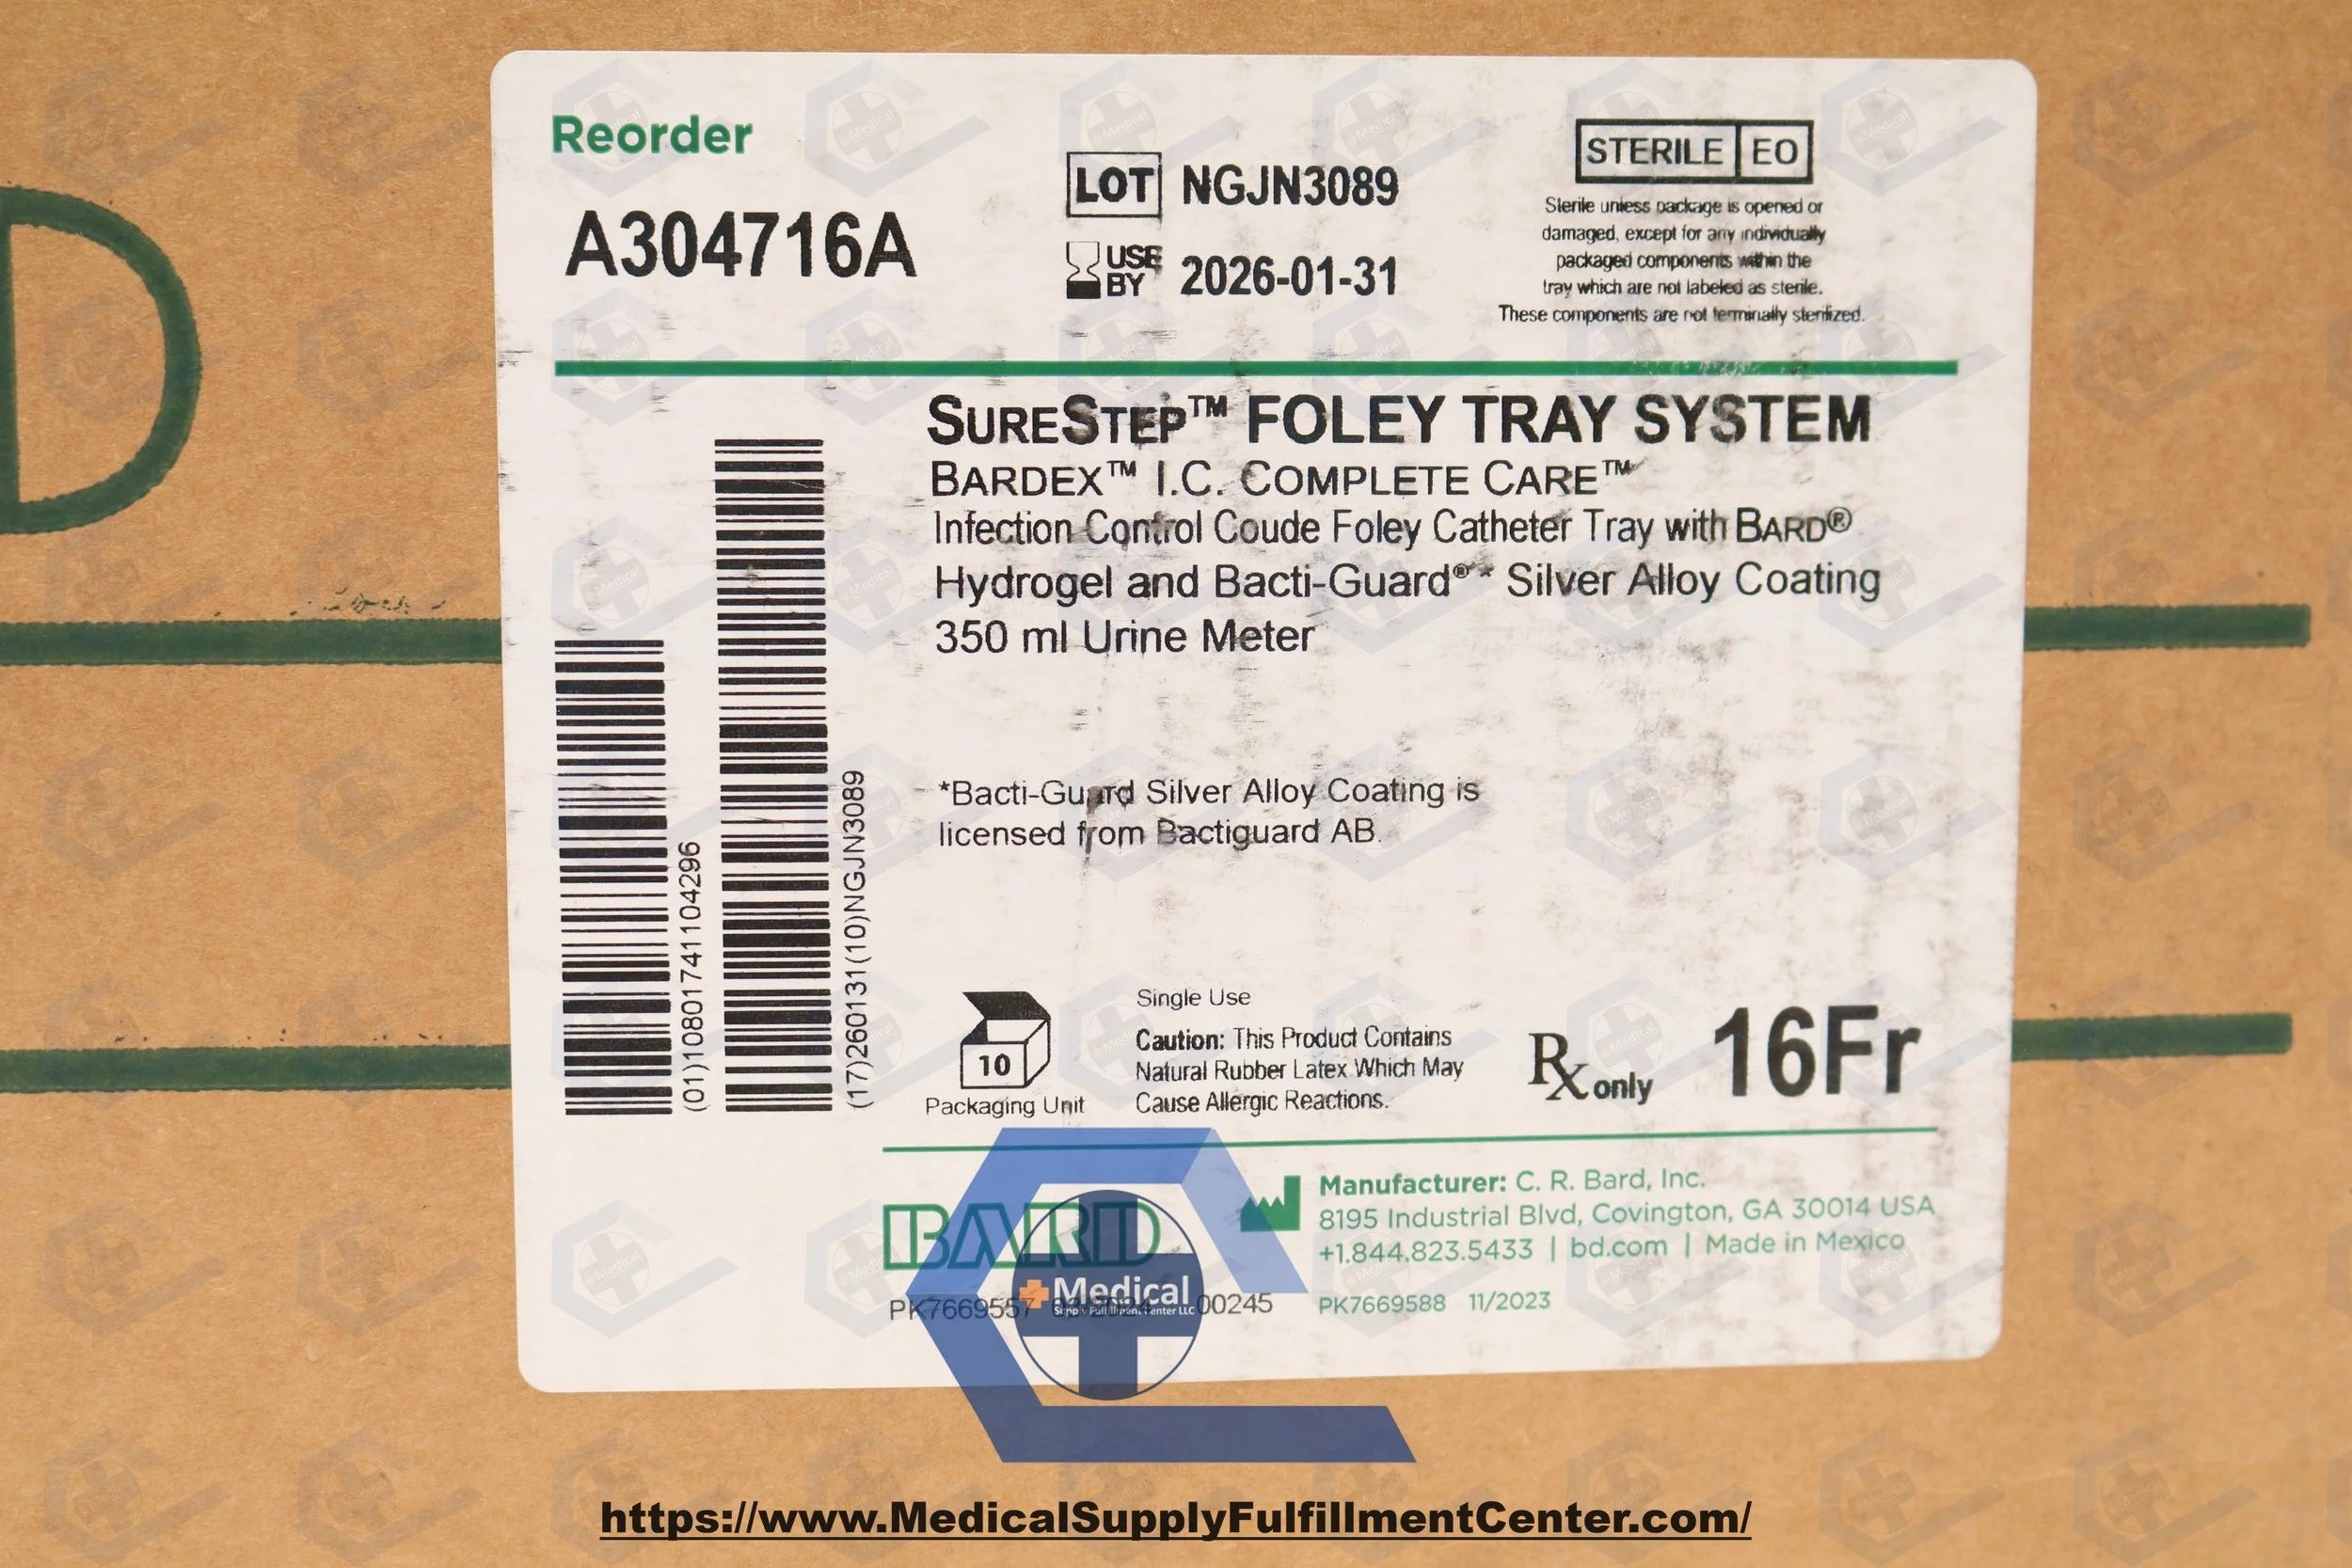 Reorder
A304716A
LOT NGJN3089
USE
BY 2026-01-31
STERILE EO
Sterile unless package is opened or
damaged, except for any individually
packaged components within the
tray which are not labeled as sterile.
These components are not terminally sterilized.
SURESTEP™ FOLEY TRAY SYSTEM
BARDEX™ I.C. COMPLETE CARE™
Infection Control Coude Foley Catheter Tray with BARD®
Hydrogel and Bacti-Guard®* Silver Alloy Coating
350 ml Urine Meter
*Bacti-Guard Silver Alloy Coating is
licensed from Bactiguard AB.
(01)10801741104296
(17)260131(10)NGJN3089
10
Packaging Unit
Single Use
Caution: This Product Contains
Natural Rubber Latex Which May
Cause Allergic Reactions.
Rx only
16Fr
BARD
Manufacturer: C. R. Bard, Inc.
8195 Industrial Blvd, Covington, GA 30014 USA
+1.844.823.5433 | bd.com | Made in Mexico
PK7669557 00245
PK7669588 11/2023
Medical
Supply Fulfillment Center LLC
D
https://www.MedicalSupplyFulfillmentCenter.com/